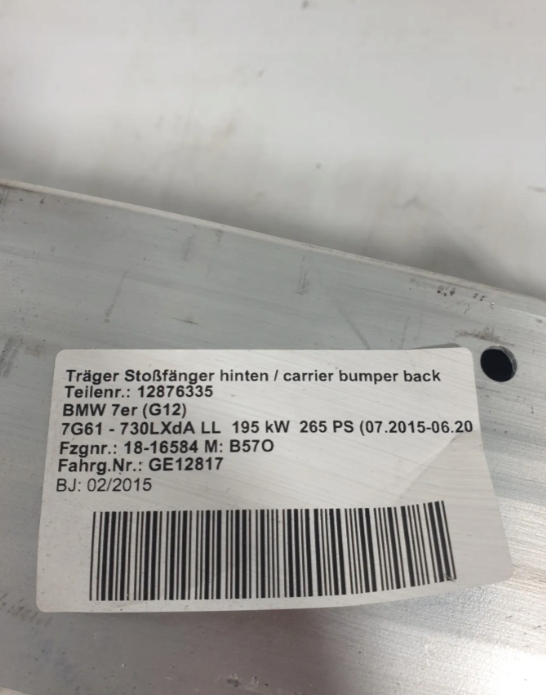 Träger Stoßfänger hinten / carrier bumper back
Teilenr.: 12876335
BMW 7er (G12)
7G61 - 730LXdA LL 195 kW 265 PS (07.2015-06.20
Fzgnr.: 18-16584 M: B57O
Fahrg.Nr.: GE12817
BJ: 02/2015